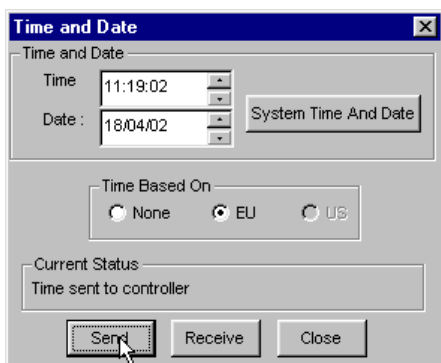 Time and Date
Time and Date
Time 11:19:02
Date : 18/04/02
System Time And Date
Time Based On
None EU US
Current Status
Time sent to controller
Send Receive Close